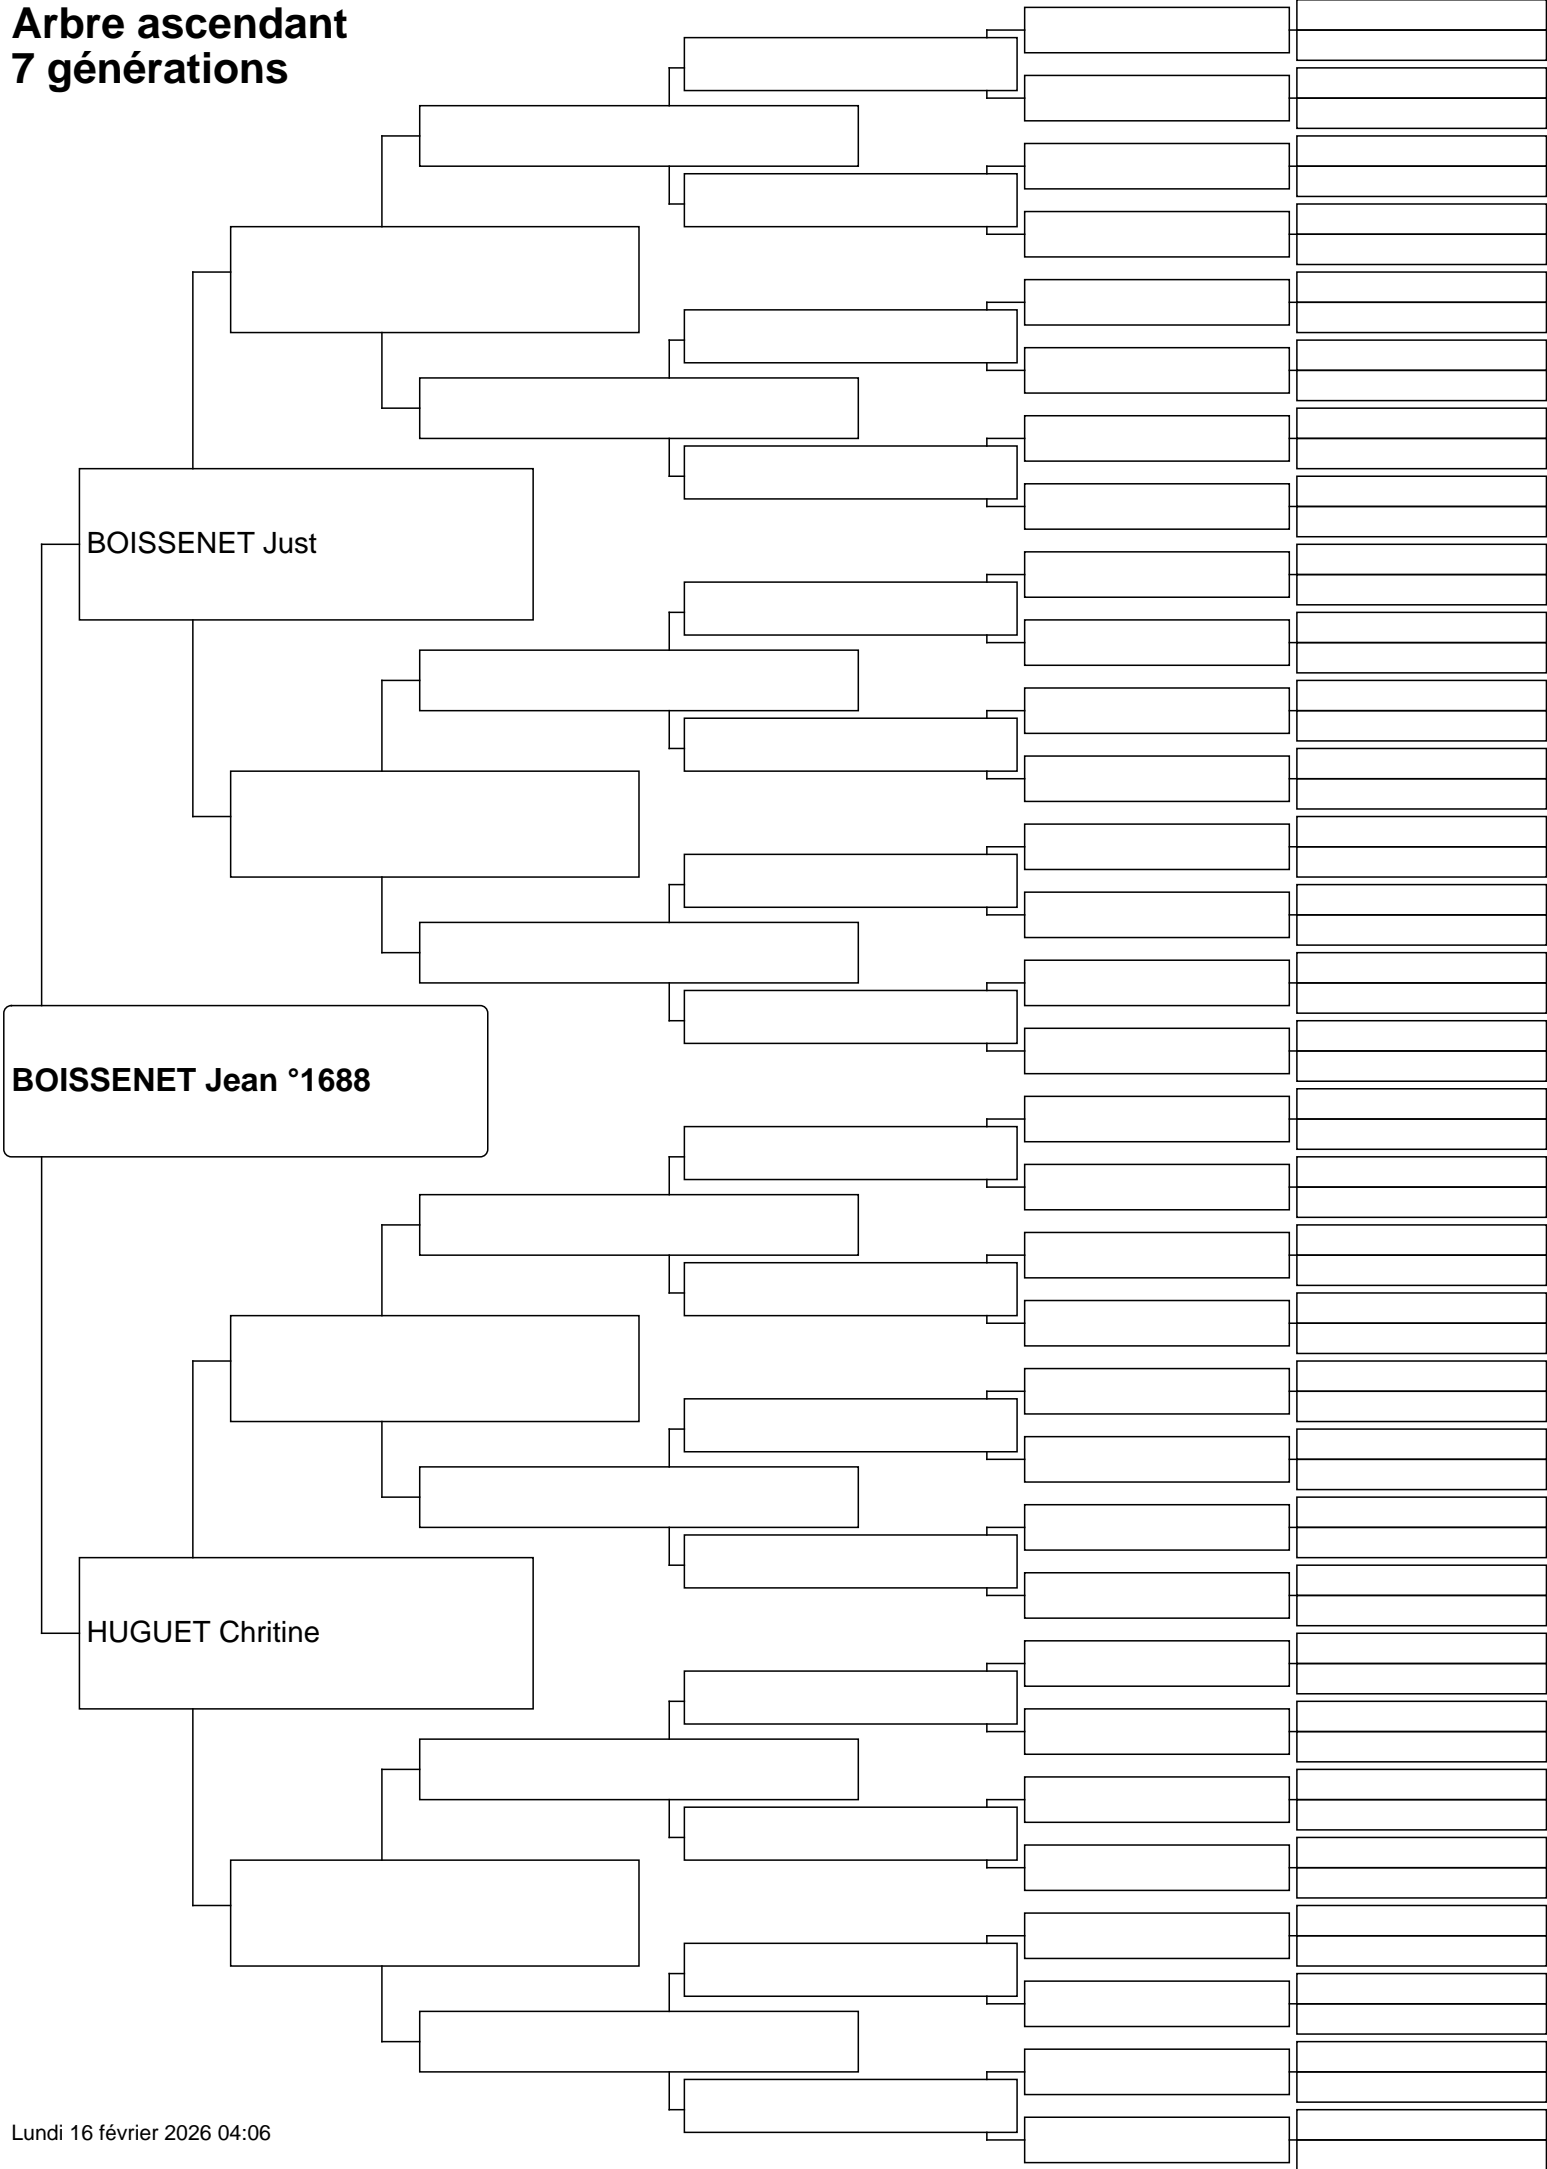 Arbre ascendant
7 générations
BOISSENET Just
BOISSENET Jean °1688
HUGUET Chritine
Lundi 16 février 2026 04:06